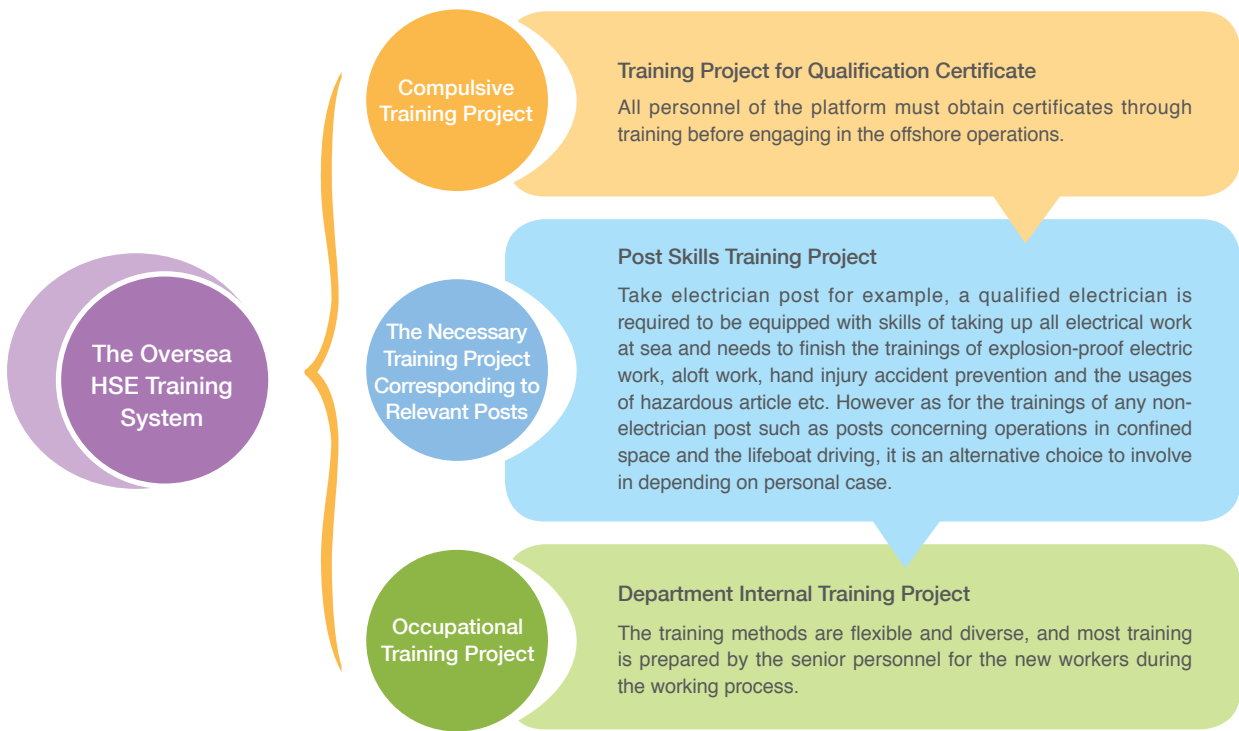 The Oversea
HSE Training
System
Compulsive
Training Project
Training Project for Qualification Certificate
All personnel of the platform must obtain certificates through
training before engaging in the offshore operations.
The Necessary
Training Project
Corresponding to
Relevant Posts
Post Skills Training Project
Take electrician post for example, a qualified electrician is
required to be equipped with skills of taking up all electrical work
at sea and needs to finish the trainings of explosion-proof electric
work, aloft work, hand injury accident prevention and the usages
of hazardous article etc. However as for the trainings of any non-
electrician post such as posts concerning operations in confined
space and the lifeboat driving, it is an alternative choice to involve
in depending on personal case.
Occupational
Training Project
Department Internal Training Project
The training methods are flexible and diverse, and most training
is prepared by the senior personnel for the new workers during
the working process.